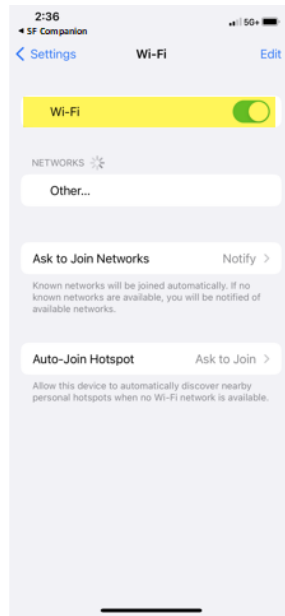 2:36
5G+
◀ SF Companion
Settings
Wi-Fi
Edit
Wi-Fi
NETWORKS
Other...
Ask to Join Networks
Notify
Known networks will be joined automatically. If no
known networks are available, you will be notified of
available networks.
Auto-Join Hotspot
Ask to Join
Allow this device to automatically discover nearby
personal hotspots when no Wi-Fi network is available.